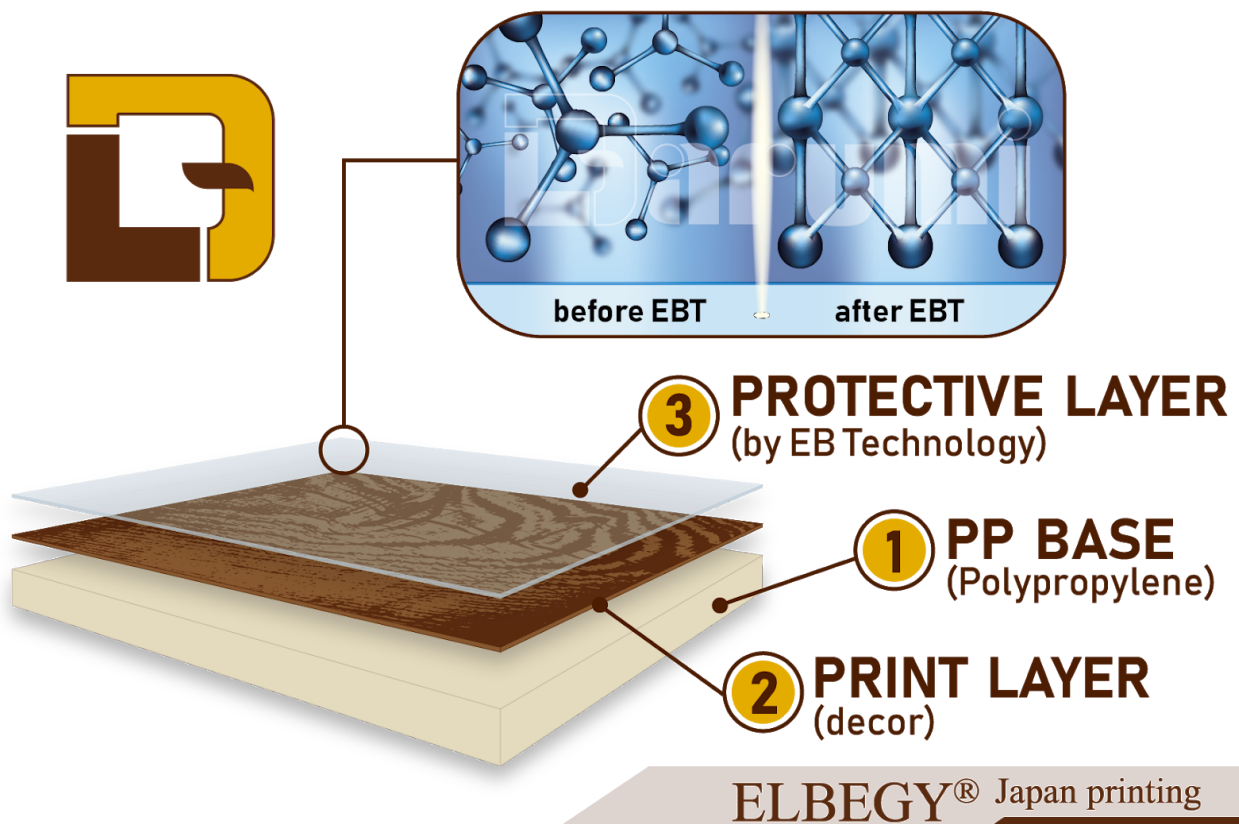 Daruni
before EBT
after EBT
3
PROTECTIVE LAYER
(by EB Technology)
1
PP BASE
(Polypropylene)
2
PRINT LAYER
(decor)
ELBEGY® Japan printing